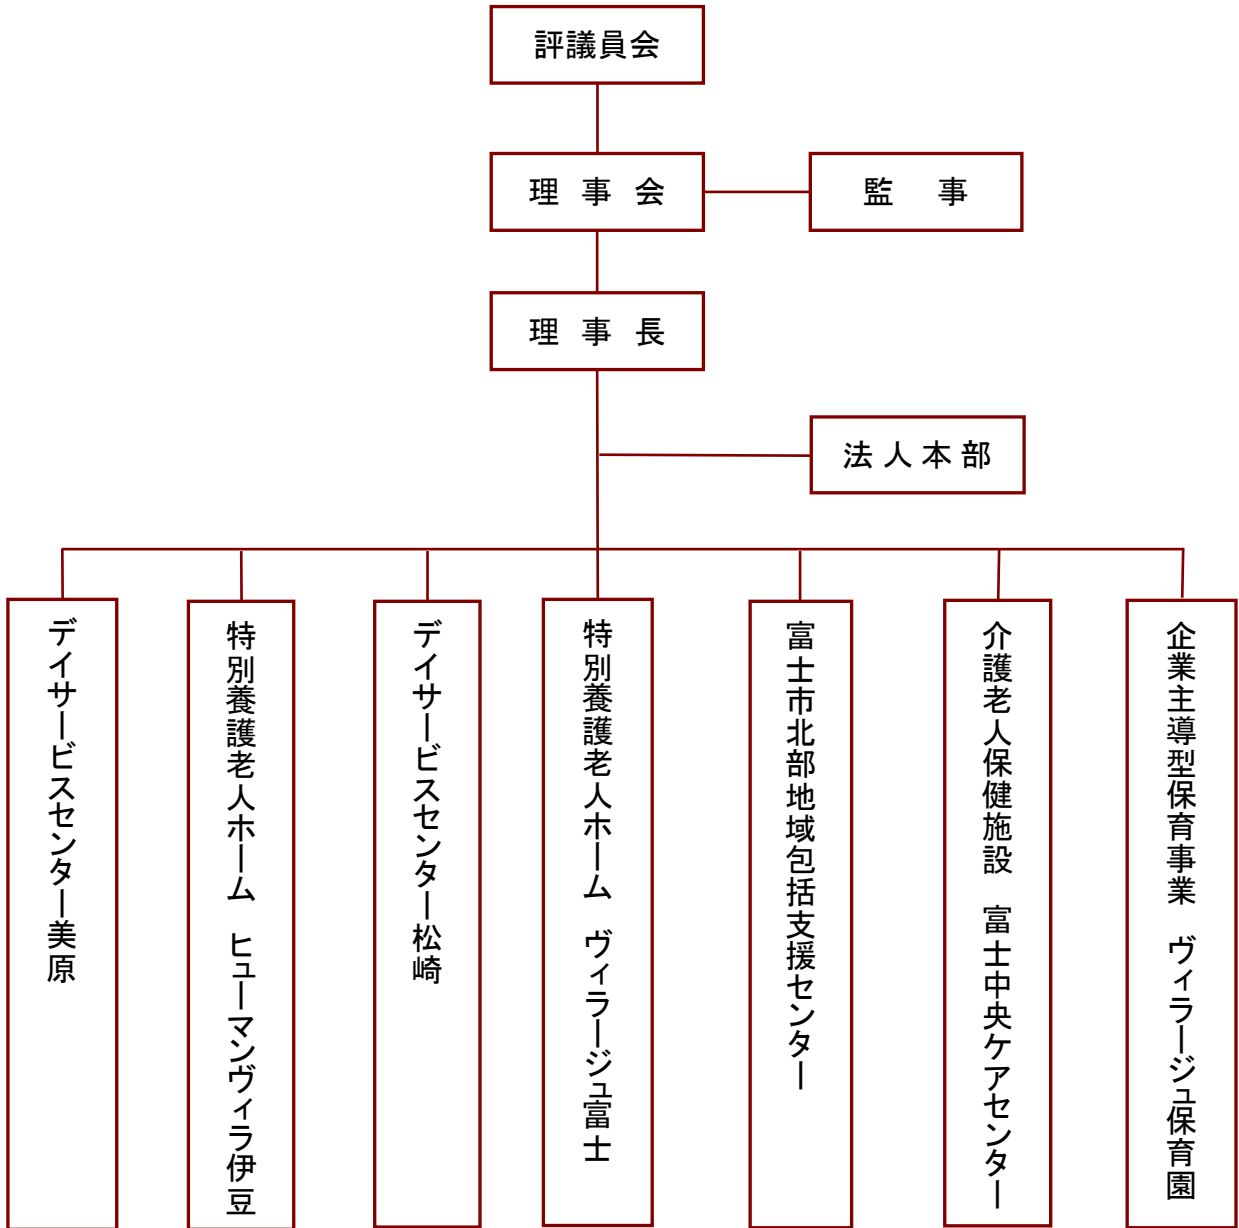 評議員会
理事会
監事
理事長
法人本部
デイサービスセンター美原
特別養護老人ホーム　ヒューマンヴィラ伊豆
デイサービスセンター松崎
特別養護老人ホーム　ヴィラージュ富士
富士市北部地域包括支援センター
介護老人保健施設　富士中央ケアセンター
企業主導型保育事業　ヴィラージュ保育園